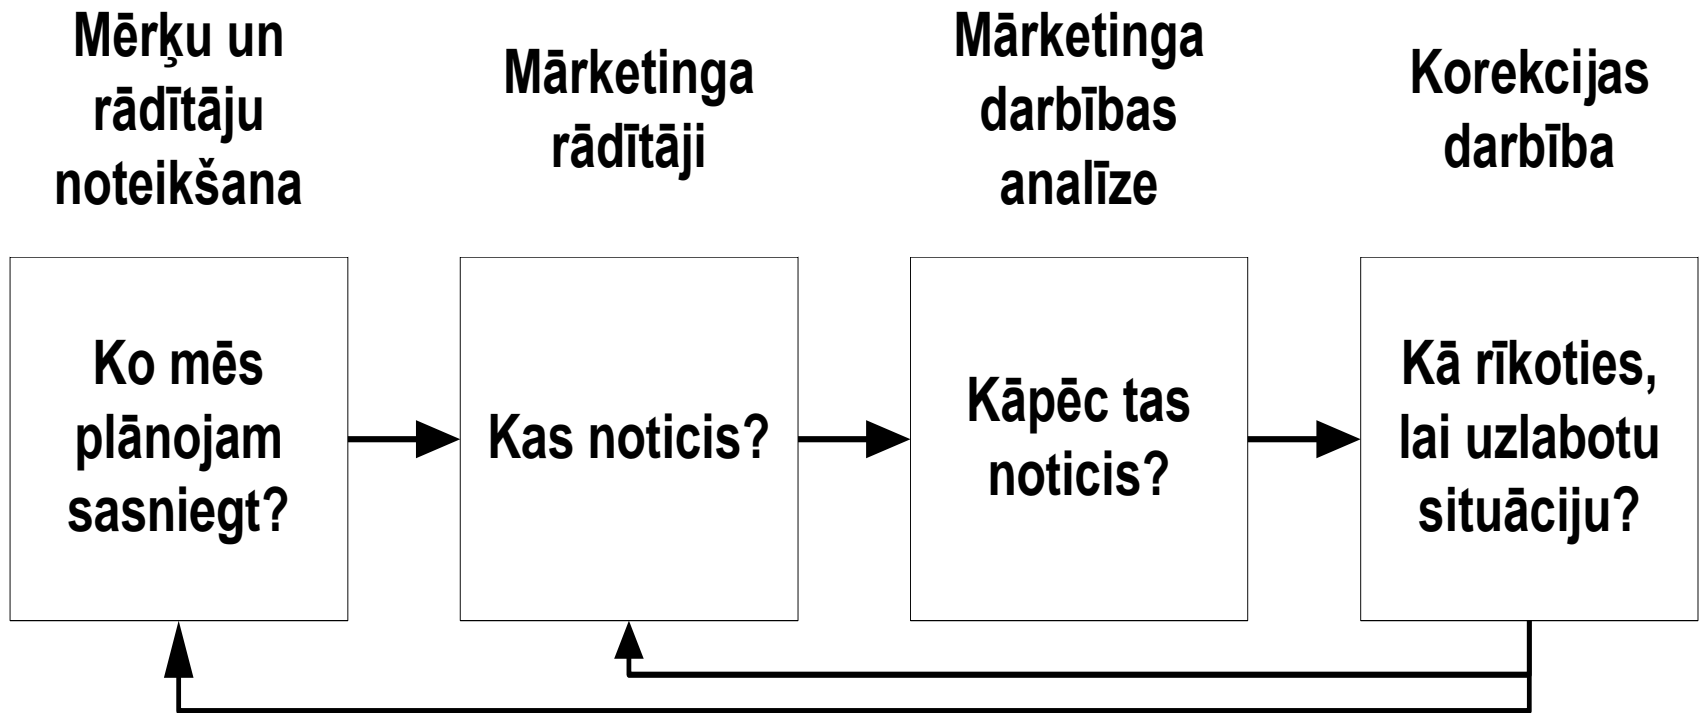 Mērķu un
rādītāju
noteikšana
Mārketinga
rādītāji
Mārketinga
darbības
analīze
Korekcijas
darbība
Ko mēs
plānojam
sasniegt?
Kas noticis?
Kāpēc tas
noticis?
Kā rīkoties,
lai uzlabotu
situāciju?